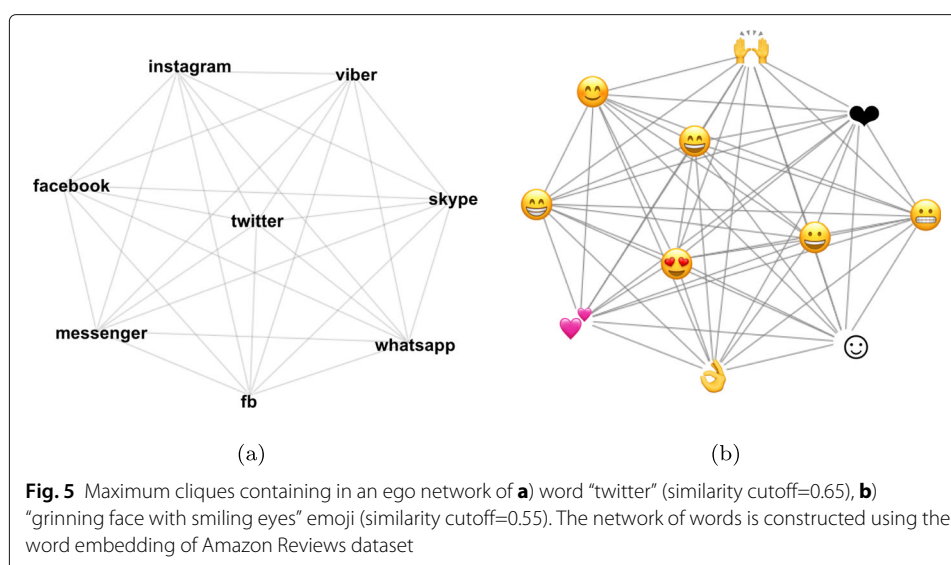 instagram
viber
facebook
skype
twitter
messenger
whatsapp
fb
(a)
(b)
Fig. 5 Maximum cliques containing in an ego network of a) word “twitter” (similarity cutoff=0.65), b)
“grinning face with smiling eyes” emoji (similarity cutoff=0.55). The network of words is constructed using the
word embedding of Amazon Reviews dataset